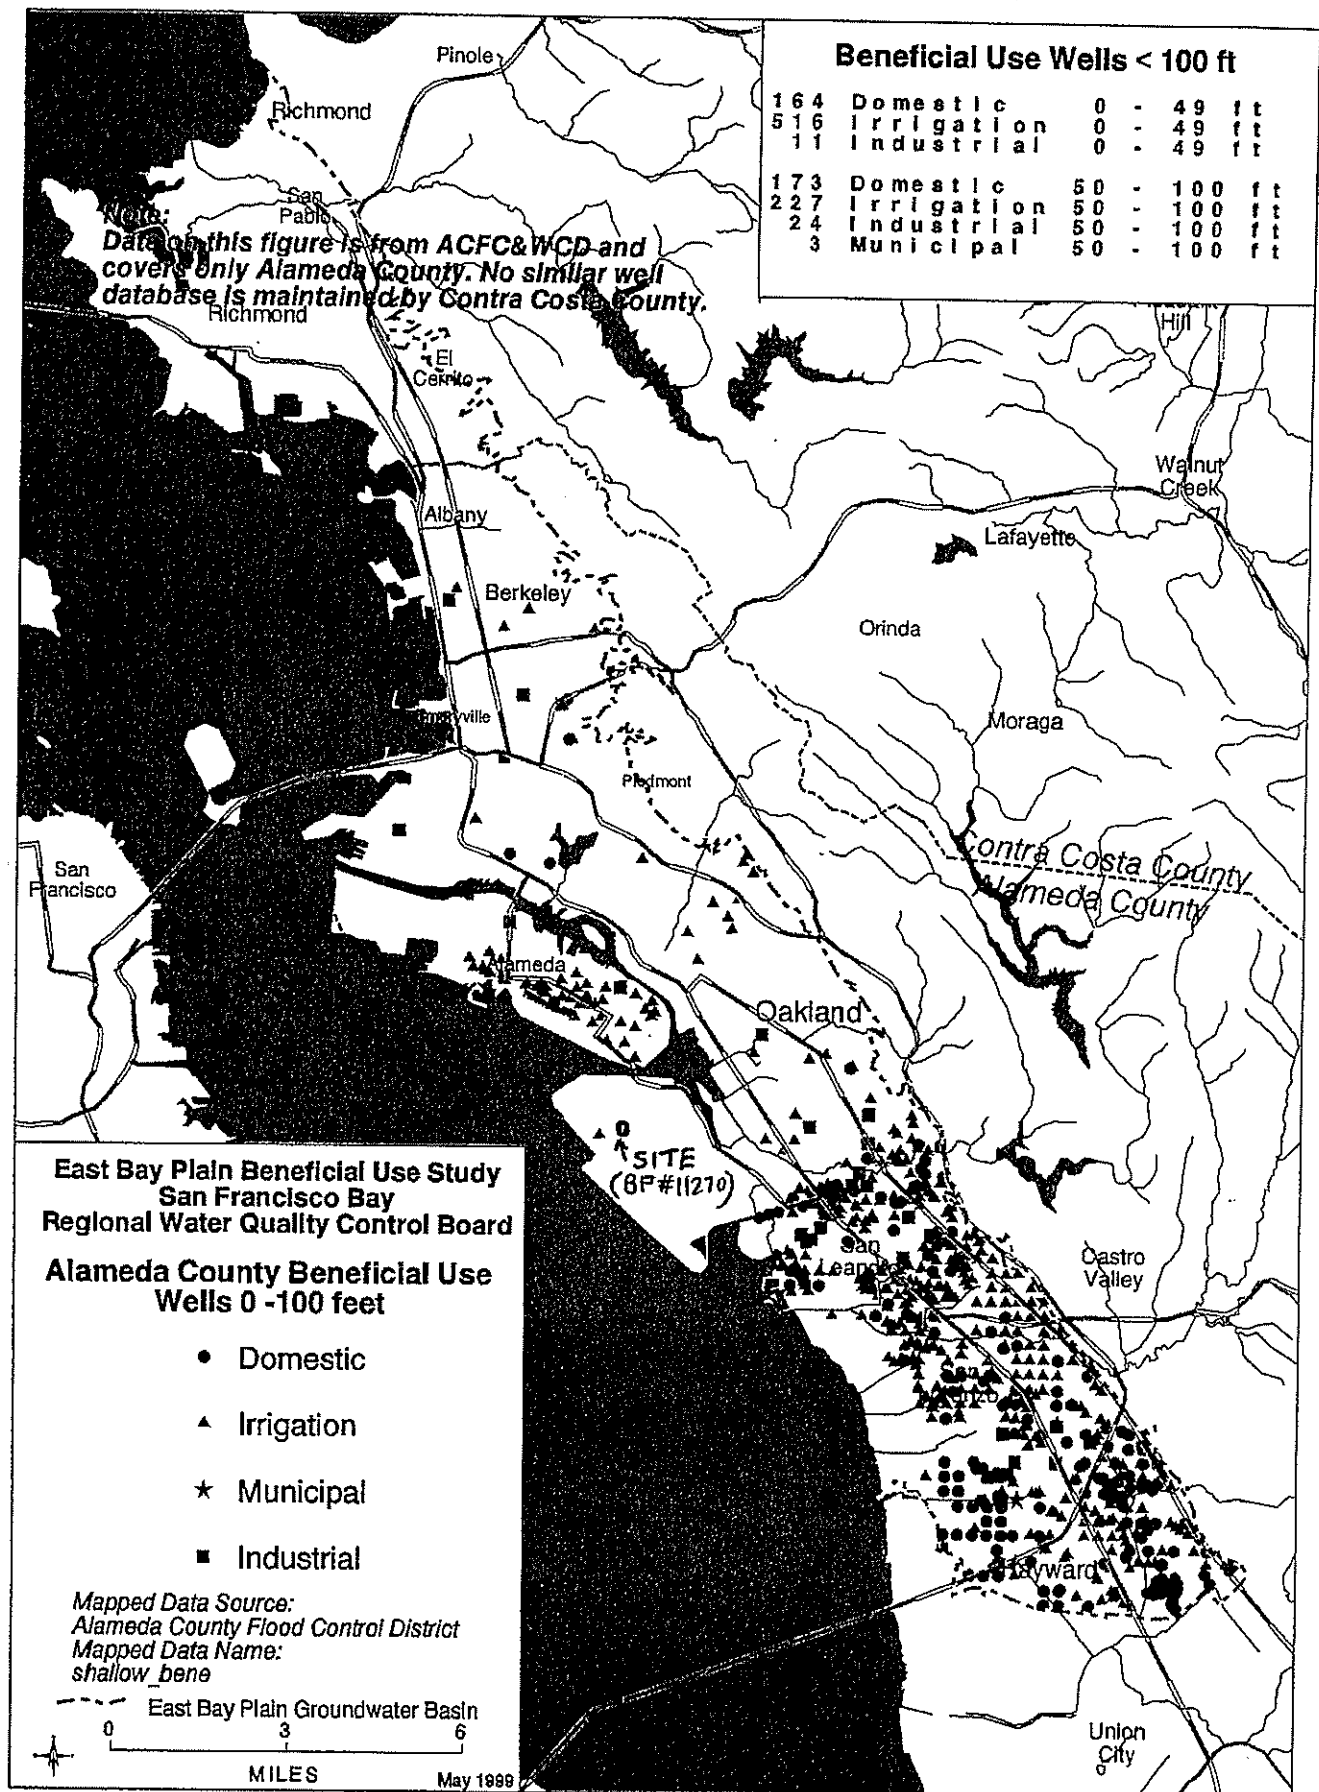 Beneficial Use Wells < 100 ft
164 Domestic 0 - 49 ft
516 Irrigation 0 - 49 ft
11 Industrial 0 - 49 ft
173 Domestic 50 - 100 ft
227 Irrigation 50 - 100 ft
24 Industrial 50 - 100 ft
3 Municipal 50 - 100 ft
Pinole
Richmond
San
Pablo
Note:
Data on this figure is from ACFC&WCD and
covers only Alameda County. No similar well
database is maintained by Contra Costa County.
Richmond
Hill
El
Cerrito
Walnut
Creek
Albany
Lafayette
Berkeley
Orinda
Moraga
Piedmont
San
Francisco
Contra Costa County
Alameda County
Alameda
Oakland
SITE
(BP#11270)
San
Leandro
Castro
Valley
Hayward
Union
City
East Bay Plain Beneficial Use Study
San Francisco Bay
Regional Water Quality Control Board
Alameda County Beneficial Use
Wells 0 -100 feet
Domestic
Irrigation
Municipal
Industrial
Mapped Data Source:
Alameda County Flood Control District
Mapped Data Name:
shallow_bene
East Bay Plain Groundwater Basin
0 3 6
MILES
May 1999